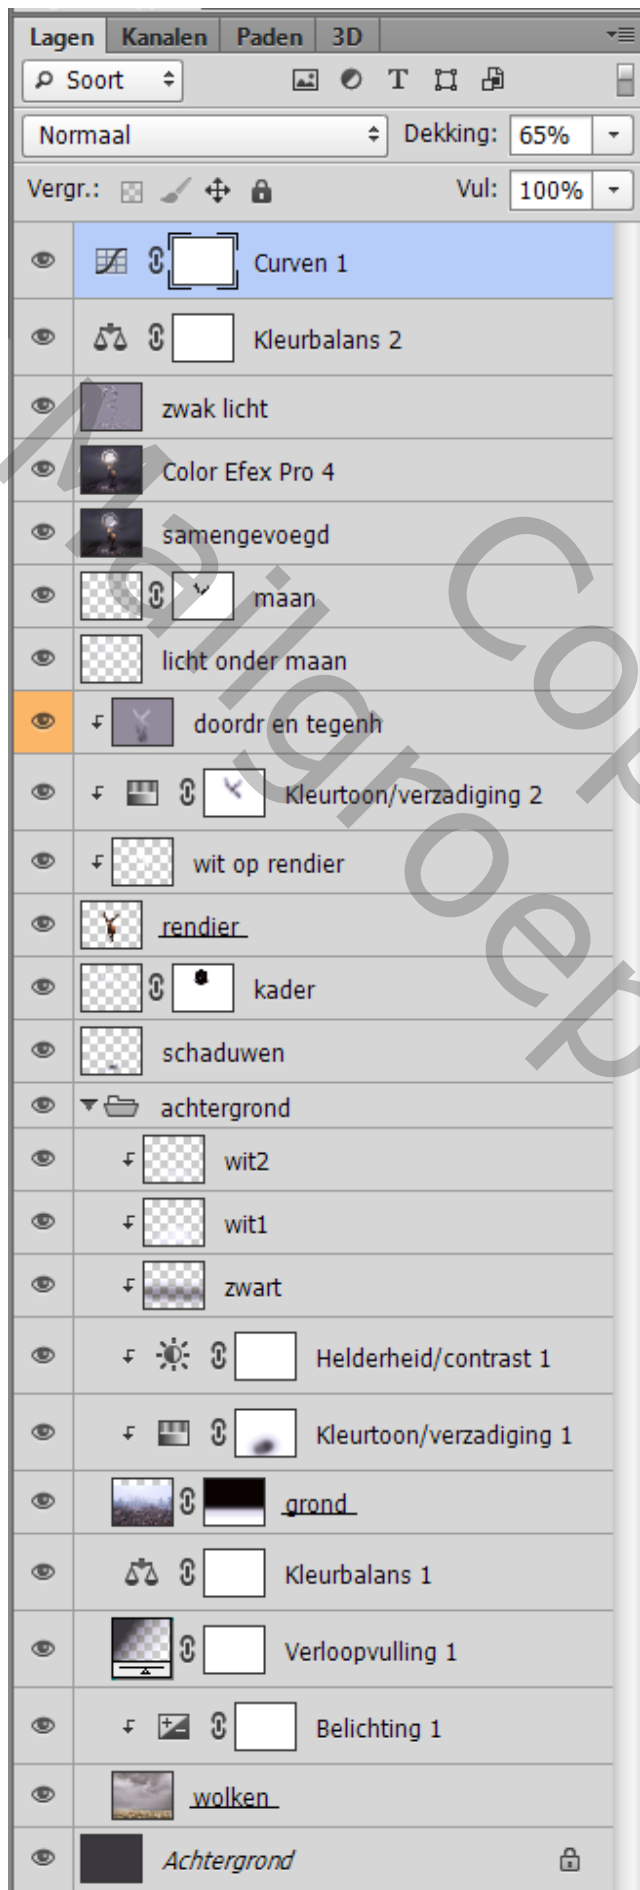 Lagen Kanalen Paden 3D
Soort T
Normaal Dekking: 65%
Vergr.: Vul: 100%
Curven 1
Kleurbalans 2
zwak licht
Color Efex Pro 4
samengevoegd
maan
licht onder maan
doordr en tegenh
Kleurtoon/verzadiging 2
wit op rendier
rendier
kader
schaduwen
achtergrond
wit2
wit1
zwart
Helderheid/contrast 1
Kleurtoon/verzadiging 1
grond
Kleurbalans 1
Verloopvulling 1
Belichting 1
wolken
Achtergrond
Mailgroep
Cop